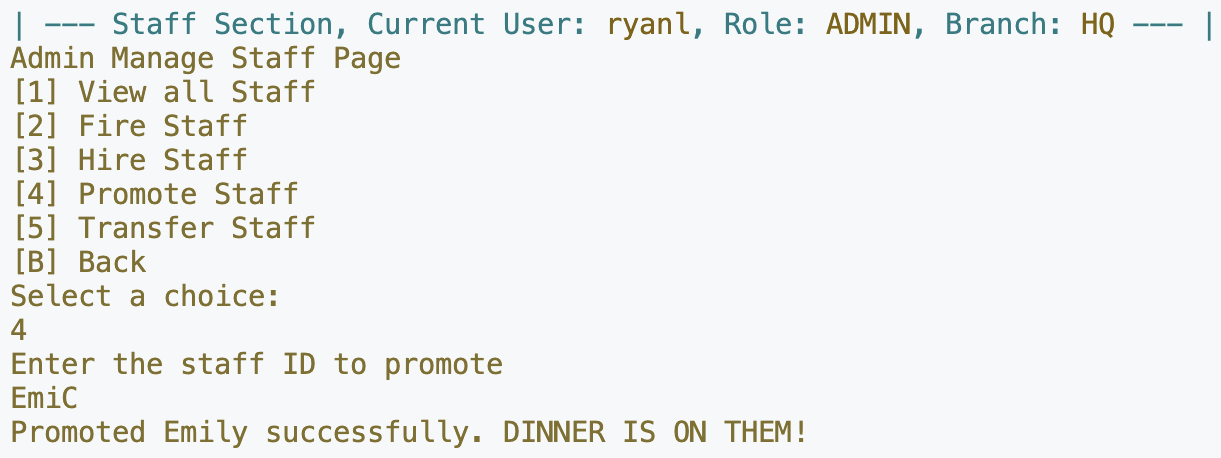 | --- Staff Section, Current User: ryanl, Role: ADMIN, Branch: HQ --- |
Admin Manage Staff Page
[1] View all Staff
[2] Fire Staff
[3] Hire Staff
[4] Promote Staff
[5] Transfer Staff
[B] Back
Select a choice:
4
Enter the staff ID to promote
EmiC
Promoted Emily successfully. DINNER IS ON THEM!